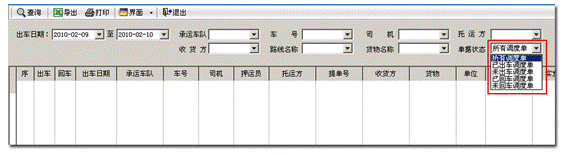 查询 导出 打印 界面 退出
出车日期： 2010-02-09 至 2010-02-10 承运车队 车 号 司 机 托 运 方
收 货 方 路线名称 货物名称 单据状态 所有调度单
所有调度单
已出车调度单
未出车调度单
已回车调度单
未回车调度单
序 出车 回车 出车日期 承运车队 车号 司机 押运员 托运方 提单号 收货方 货物 单位